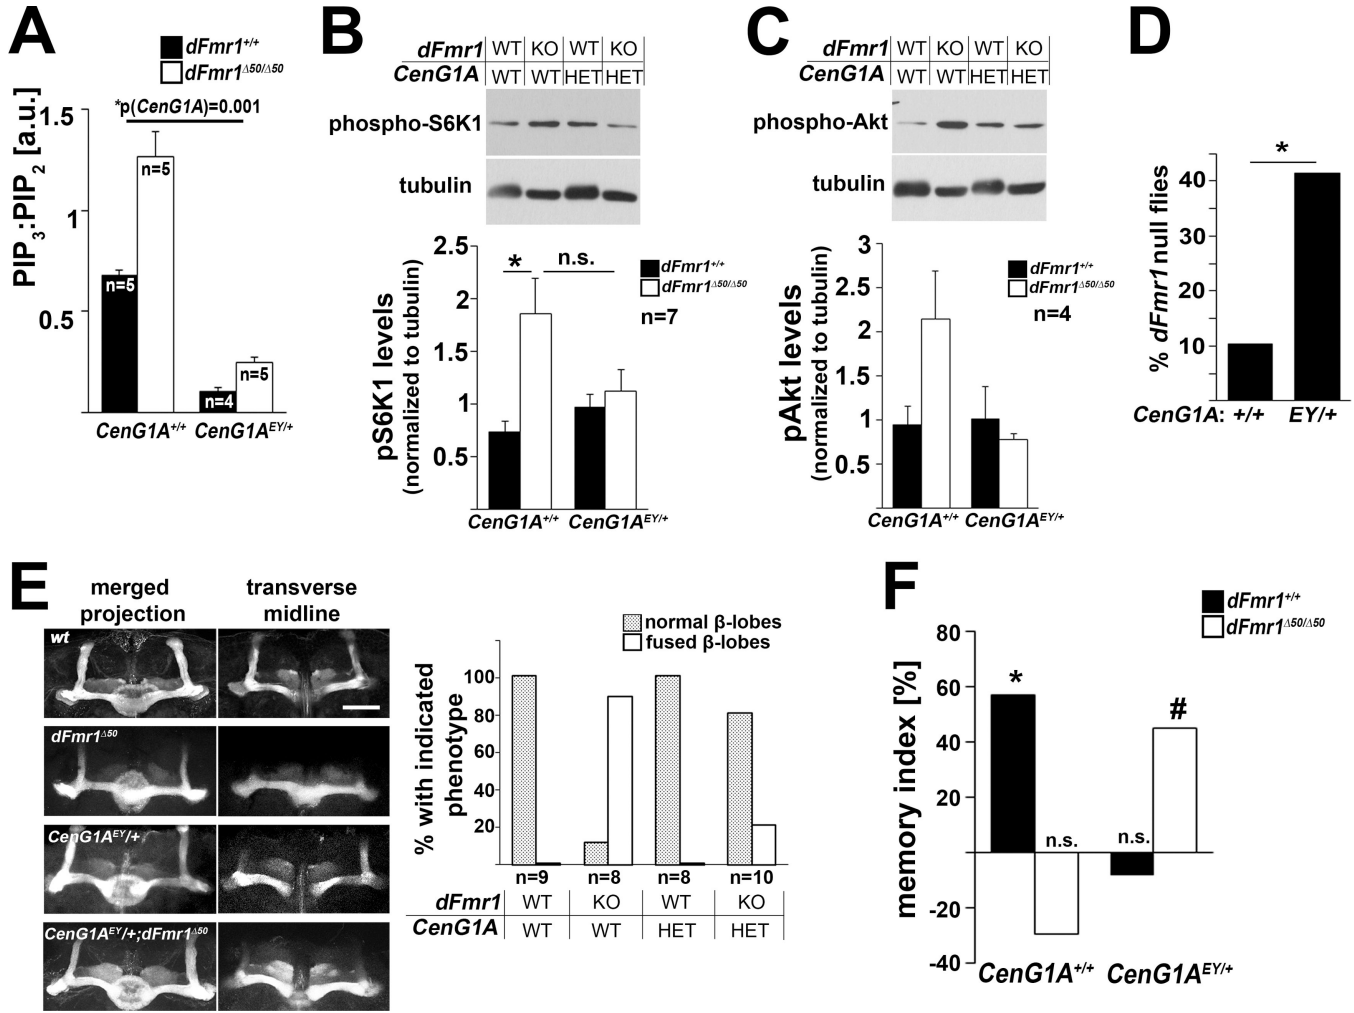 A
dFmr1+/+
dFmr1Δ50/Δ50
*p(CenG1A)=0.001
PIP3:PIP2 [a.u.]
1.5
1
0.5
n=5
n=5
n=4
n=5
CenG1A+/+ CenG1AEY/+
B
dFmr1 WT KO WT KO
CenG1A WT WT HET HET
phospho-S6K1
tubulin
pS6K1 levels
(normalized to tubulin)
2.5
2
1.5
1
0.5
* n.s.
dFmr1+/+
dFmr1Δ50/Δ50
n=7
CenG1A+/+ CenG1AEY/+
C
dFmr1 WT KO WT KO
CenG1A WT WT HET HET
phospho-Akt
tubulin
pAkt levels
(normalized to tubulin)
3
2.5
2
1.5
1
0.5
dFmr1+/+
dFmr1Δ50/Δ50
n=4
CenG1A+/+ CenG1AEY/+
D
% dFmr1 null flies
40
30
20
10
*
CenG1A: +/+ EY/+
E
merged projection
transverse midline
wt
dFmr1Δ50
CenG1AEY/+
CenG1AEY/+;dFmr1Δ50
normal β-lobes
fused β-lobes
% with indicated
phenotype
100
80
60
40
20
n=9 n=8 n=8 n=10
dFmr1 WT KO WT KO
CenG1A WT WT HET HET
F
dFmr1+/+
dFmr1Δ50/Δ50
memory index [%]
80
60
40
20
-20
-40
*
n.s.
n.s.
#
CenG1A+/+ CenG1AEY/+